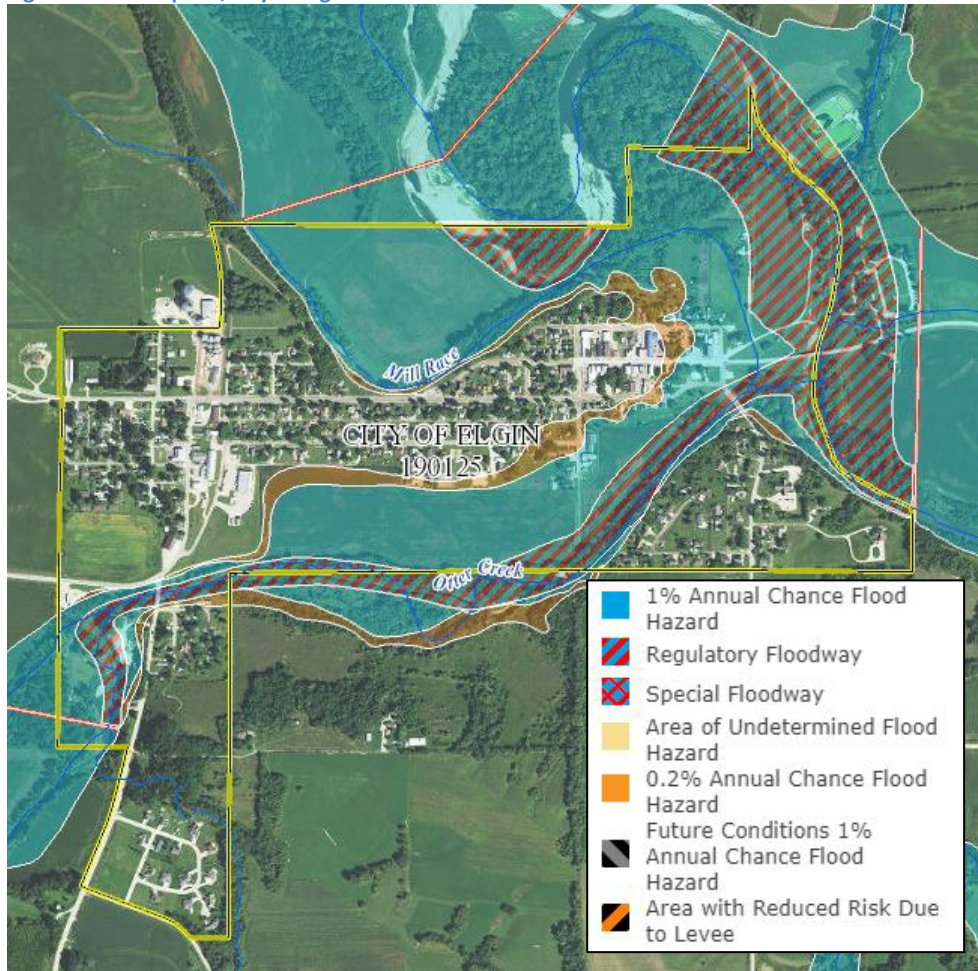 Mill Race
CITY OF ELGIN
190125
Otter Creek
1% Annual Chance Flood
Hazard
Regulatory Floodway
Special Floodway
Area of Undetermined Flood
Hazard
0.2% Annual Chance Flood
Hazard
Future Conditions 1%
Annual Chance Flood
Hazard
Area with Reduced Risk Due
to Levee